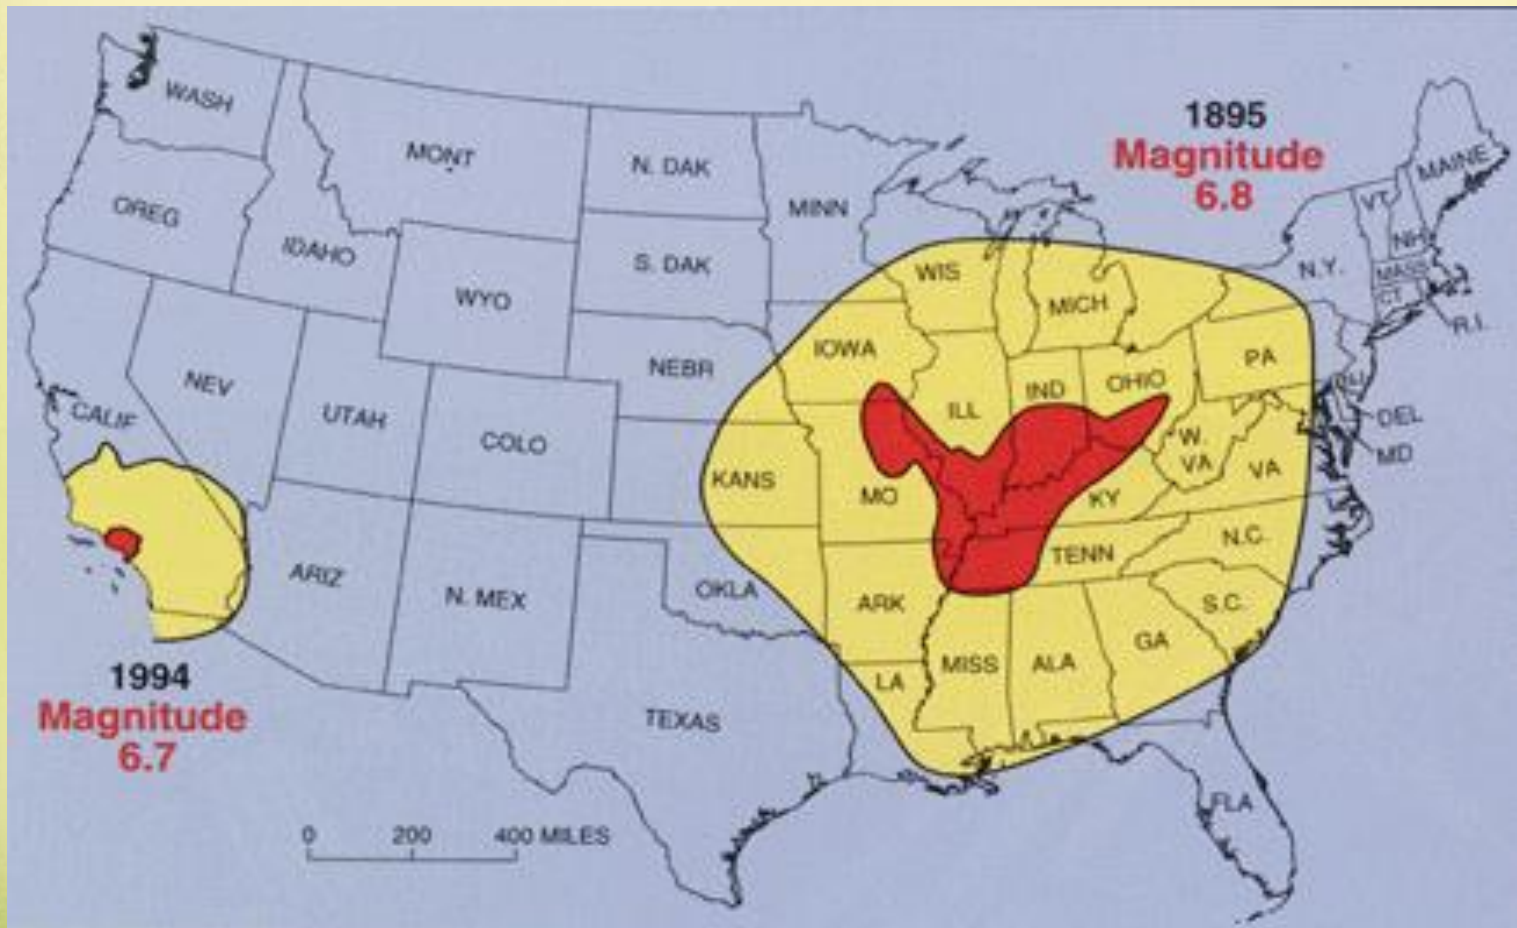 WASH
MONT
N. DAK
MINN
1895
Magnitude
6.8
MAINE
VT
NH
OREG
IDAHO
S. DAK
WIS
N.Y.
MASS
CT
R.I.
WYO
MICH
NEV
NEBR
IOWA
IND
OHIO
PA
N.J.
DEL
MD
CALIF
UTAH
COLO
ILL
W.
VA
VA
KANS
MO
KY
N.C.
TENN
ARIZ
N. MEX
OKLA
ARK
S.C.
GA
MISS
ALA
LA
1994
Magnitude
6.7
TEXAS
FLA
0 200 400 MILES